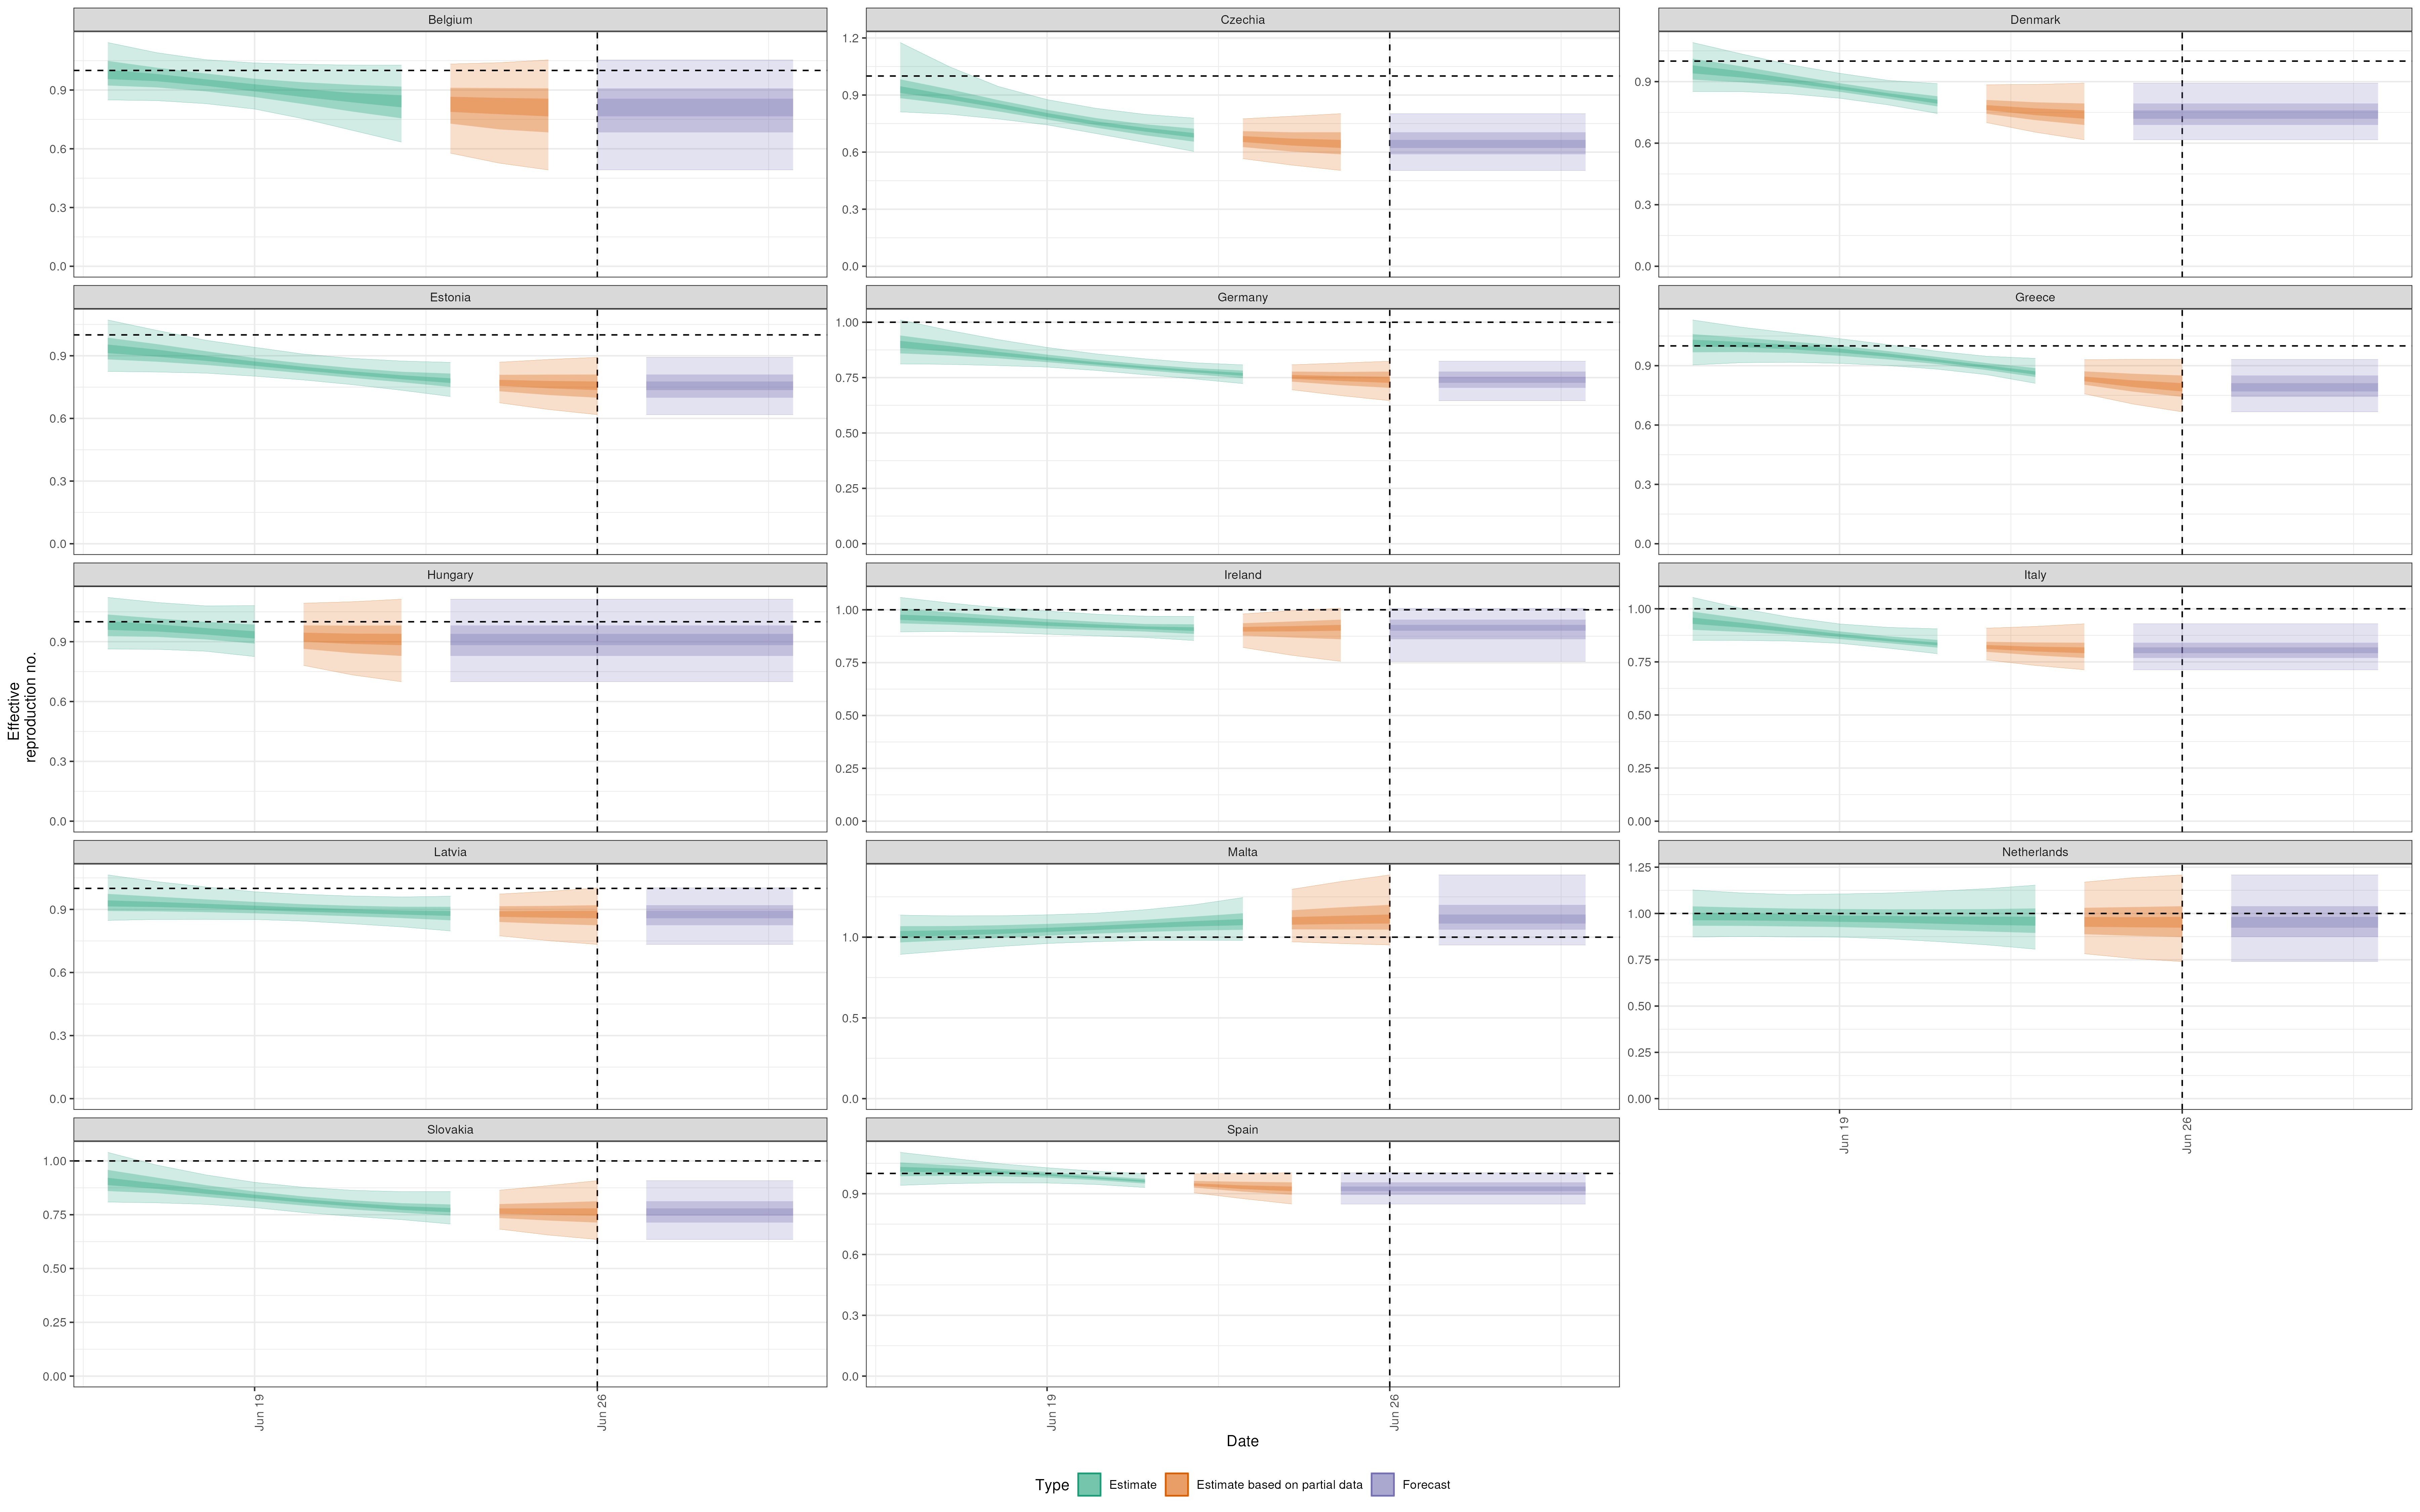 Belgium
Czechia
Denmark
0.9
0.6
0.3
0.0
1.2
0.9
0.6
0.3
0.0
0.9
0.6
0.3
0.0
Estonia
Germany
Greece
0.9
0.6
0.3
0.0
1.00
0.75
0.50
0.25
0.00
0.9
0.6
0.3
0.0
Hungary
Ireland
Italy
0.9
0.6
0.3
0.0
1.00
0.75
0.50
0.25
0.00
1.00
0.75
0.50
0.25
0.00
Effective
reproduction no.
Latvia
Malta
Netherlands
0.9
0.6
0.3
0.0
1.0
0.5
0.0
1.25
1.00
0.75
0.50
0.25
0.00
Jun 19
Jun 26
Slovakia
Spain
1.00
0.75
0.50
0.25
0.00
0.9
0.6
0.3
0.0
Jun 19
Jun 26
Jun 19
Jun 26
Date
Type Estimate Estimate based on partial data Forecast